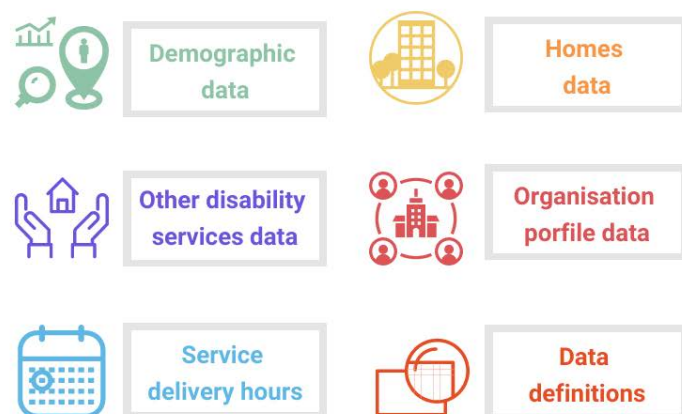 Demographic
data
Homes
data
Other disability
services data
Organisation
porfile data
Service
delivery hours
Data
definitions